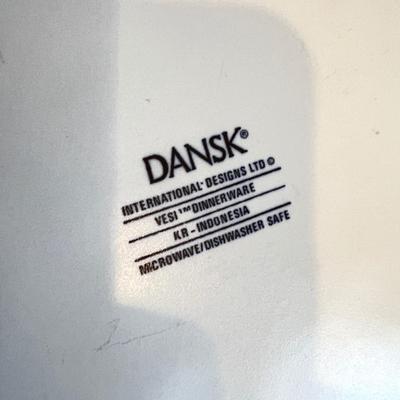 DANSK®
INTERNATIONAL DESIGNS LTD ©
VESI™ DINNERWARE
KR - INDONESIA
MICROWAVE/DISHWASHER SAFE